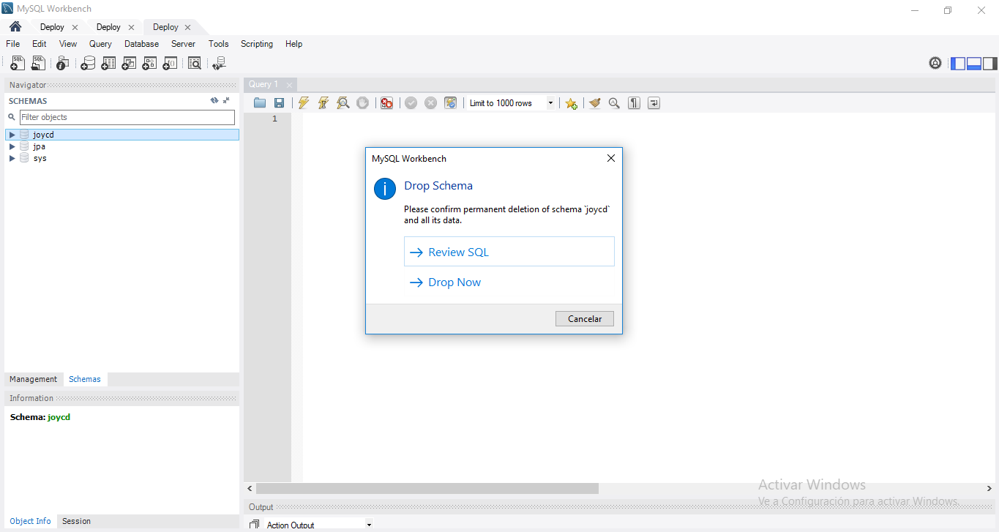 MySQL Workbench
Deploy
Deploy
Deploy
File Edit View Query Database Server Tools Scripting Help
Navigator
SCHEMAS
Filter objects
joycd
jpa
sys
Management Schemas
Information
Schema: joycd
Object Info Session
Query 1
Limit to 1000 rows
1
MySQL Workbench
Drop Schema
Please confirm permanent deletion of schema `joycd`
and all its data.
Review SQL
Drop Now
Cancelar
Activar Windows
Ve a Configuración para activar Windows.
Output
Action Output